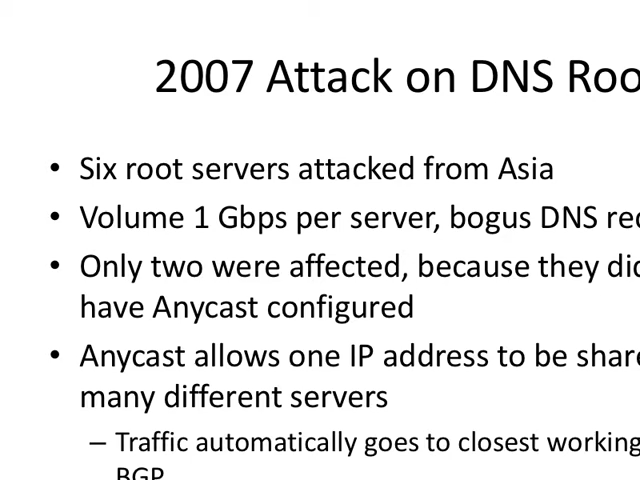 2007 Attack on DNS Roo
• Six root servers attacked from Asia
• Volume 1 Gbps per server, bogus DNS re
• Only two were affected, because they did
have Anycast configured
• Anycast allows one IP address to be share
many different servers
– Traffic automatically goes to closest working
BGP